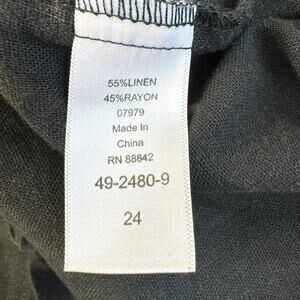 55%LINEN
45%RAYON
07979
Made In
China
RN 88842
49-2480-9
24